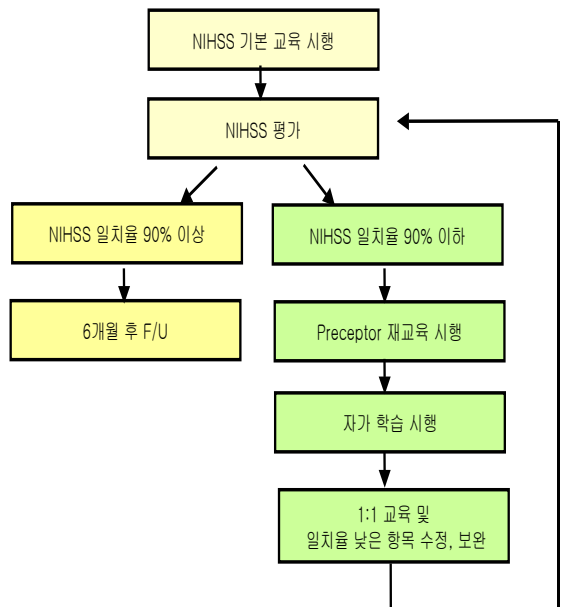 NIHSS 기본 교육 시행
NIHSS 평가
NIHSS 일치율 90% 이상
NIHSS 일치율 90% 이하
6개월 후 F/U
Preceptor 재교육 시행
자가 학습 시행
1:1 교육 및
일치율 낮은 항목 수정, 보완